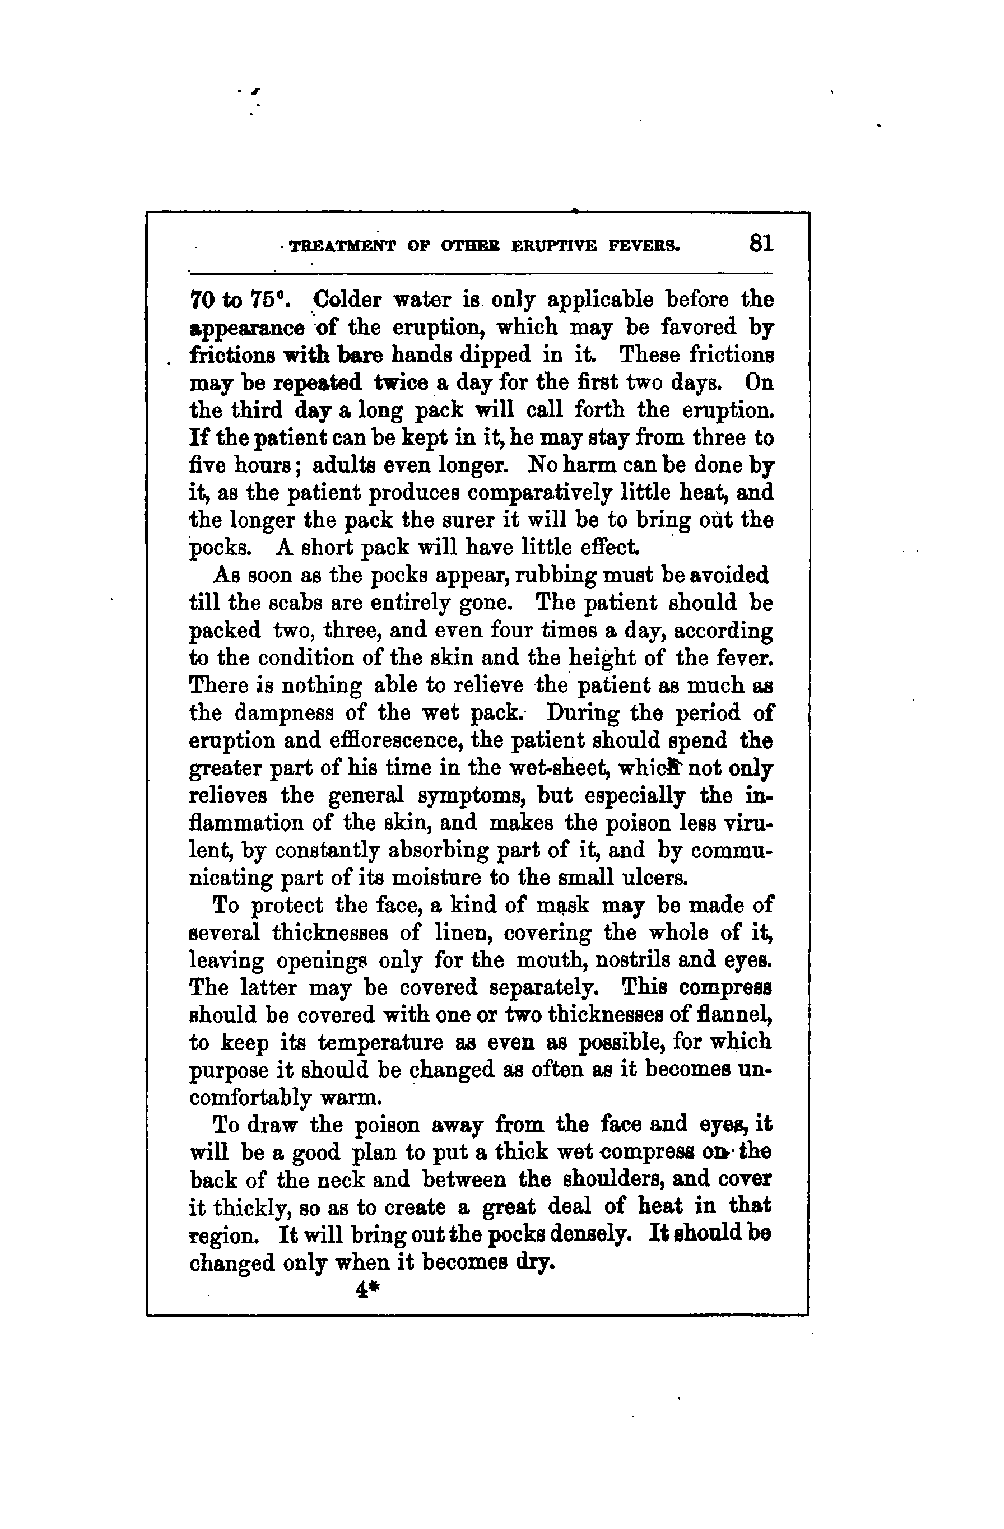 TREATMENT OF OTHER ERUPTIVE FEVERS. 81
70 to 75°. Colder water is only applicable before the
appearance of the eruption, which may be favored by
frictions with bare hands dipped in it. These frictions
may be repeated twice a day for the first two days. On
the third day a long pack will call forth the eruption.
If the patient can be kept in it, he may stay from three to
five hours; adults even longer. No harm can be done by
it, as the patient produces comparatively little heat, and
the longer the pack the surer it will be to bring out the
pocks. A short pack will have little effect.
As soon as the pocks appear, rubbing must be avoided
till the scabs are entirely gone. The patient should be
packed two, three, and even four times a day, according
to the condition of the skin and the height of the fever.
There is nothing able to relieve the patient as much as
the dampness of the wet pack. During the period of
eruption and efflorescence, the patient should spend the
greater part of his time in the wet-sheet, which not only
relieves the general symptoms, but especially the in-
flammation of the skin, and makes the poison less viru-
lent, by constantly absorbing part of it, and by commu-
nicating part of its moisture to the small ulcers.
To protect the face, a kind of mask may be made of
several thicknesses of linen, covering the whole of it,
leaving openings only for the mouth, nostrils and eyes.
The latter may be covered separately. This compress
should be covered with one or two thicknesses of flannel,
to keep its temperature as even as possible, for which
purpose it should be changed as often as it becomes un-
comfortably warm.
To draw the poison away from the face and eyes, it
will be a good plan to put a thick wet compress on the
back of the neck and between the shoulders, and cover
it thickly, so as to create a great deal of heat in that
region. It will bring out the pocks densely. It should be
changed only when it becomes dry.
4*